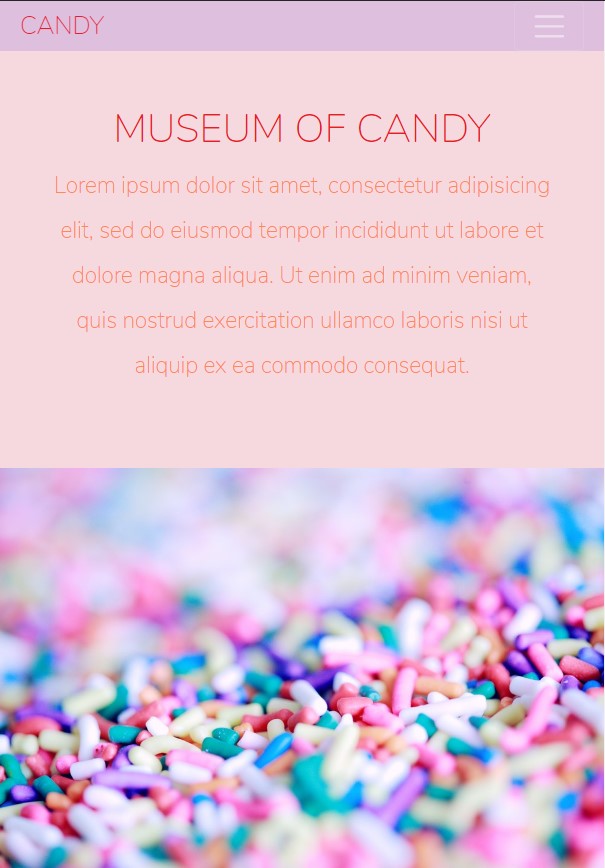 CANDY
MUSEUM OF CANDY
Lorem ipsum dolor sit amet, consectetur adipisicing
elit, sed do eiusmod tempor incididunt ut labore et
dolore magna aliqua. Ut enim ad minim veniam,
quis nostrud exercitation ullamco laboris nisi ut
aliquip ex ea commodo consequat.